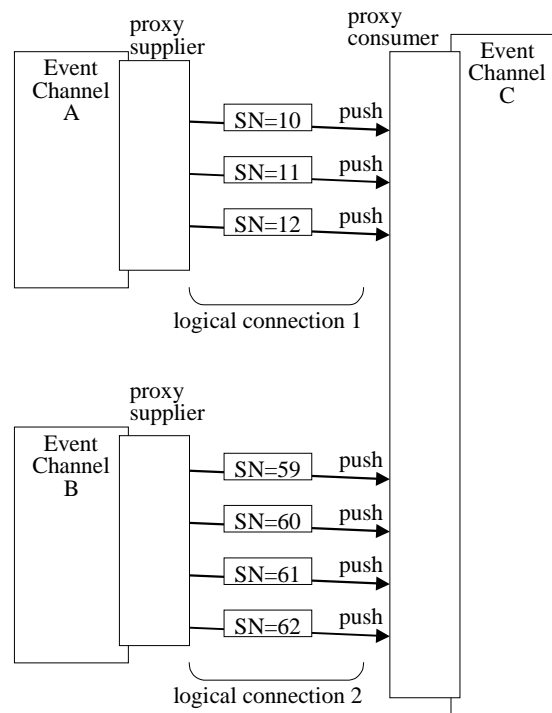 proxy
supplier
Event
Channel
A
SN=10
push
SN=11
push
SN=12
push
logical connection 1
proxy
consumer
Event
Channel
C
proxy
supplier
Event
Channel
B
SN=59
push
SN=60
push
SN=61
push
SN=62
push
logical connection 2